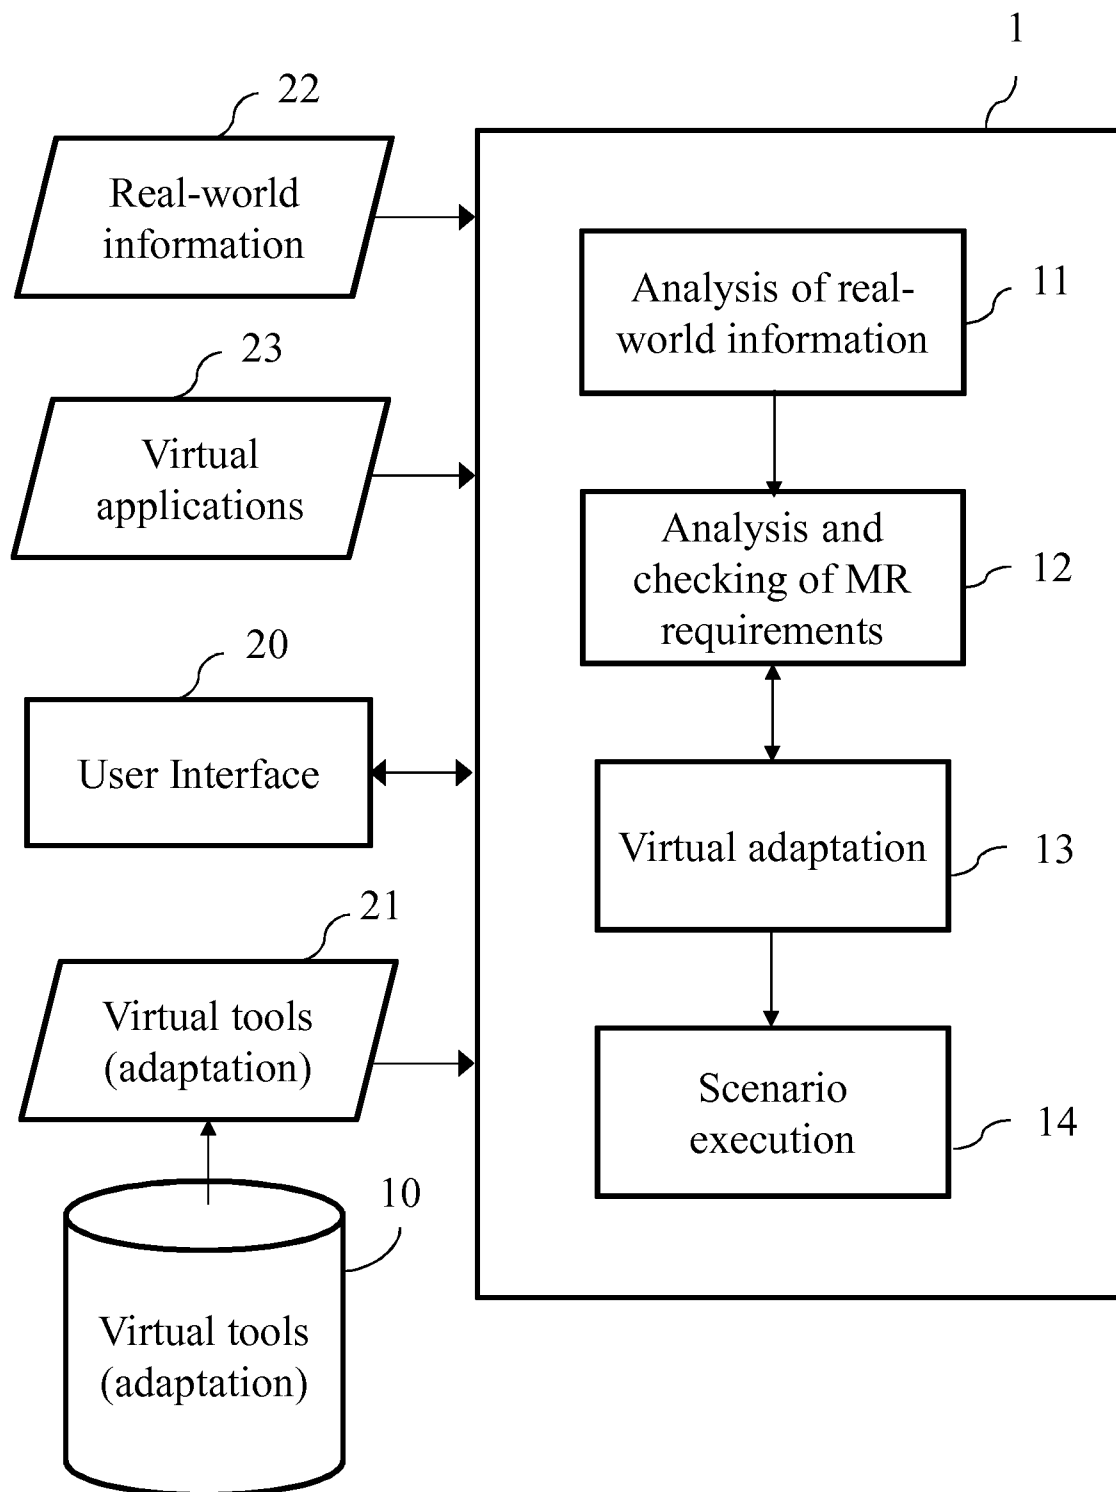 1
22
Real-world
information
Analysis of real-
world information
11
23
Virtual
applications
Analysis and
checking of MR
requirements
12
20
User Interface
Virtual adaptation
13
21
Virtual tools
(adaptation)
Scenario
execution
14
10
Virtual tools
(adaptation)